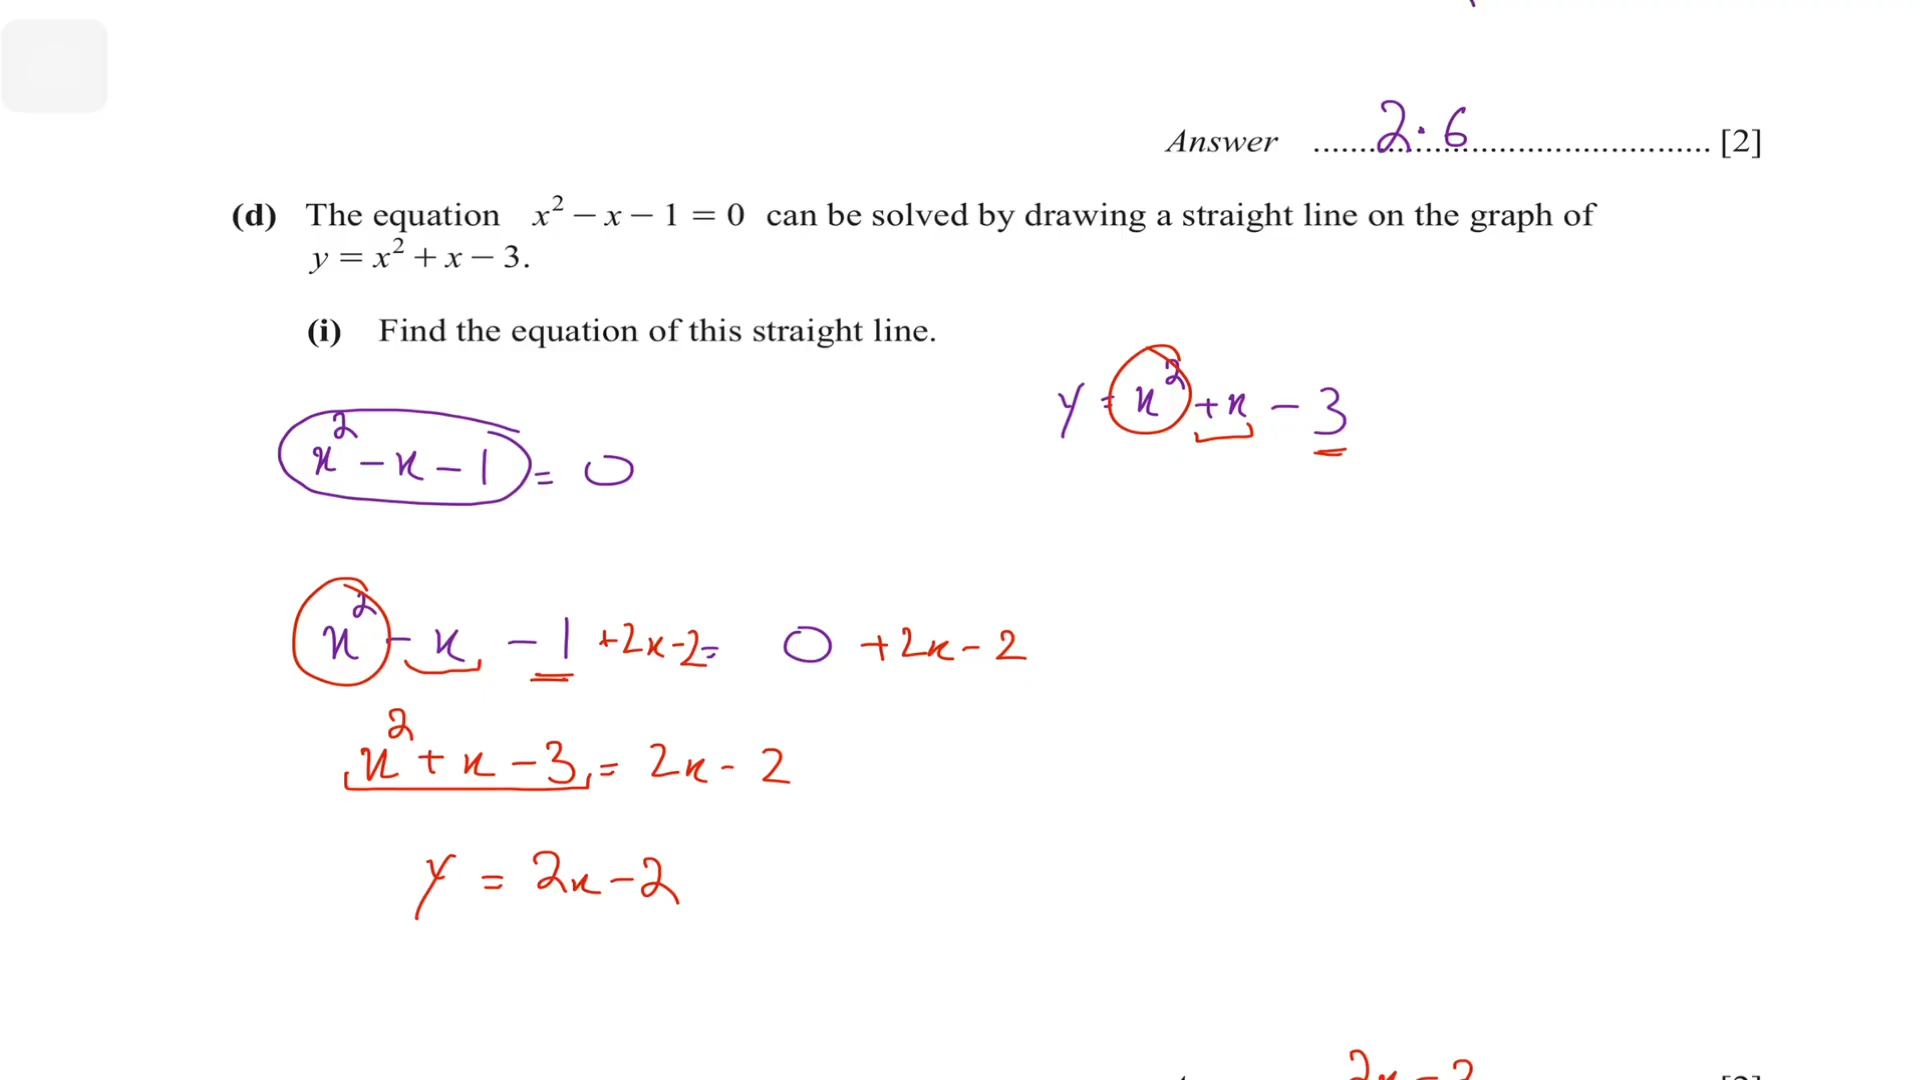 Answer ........2.6........................ [2]
(d) The equation x² − x − 1 = 0 can be solved by drawing a straight line on the graph of
y = x² + x − 3.
(i) Find the equation of this straight line.
y = x² + x − 3
x² − x − 1 = 0
x² − x − 1 + 2x − 2 = 0 + 2x − 2
x² + x − 3 = 2x − 2
y = 2x − 2